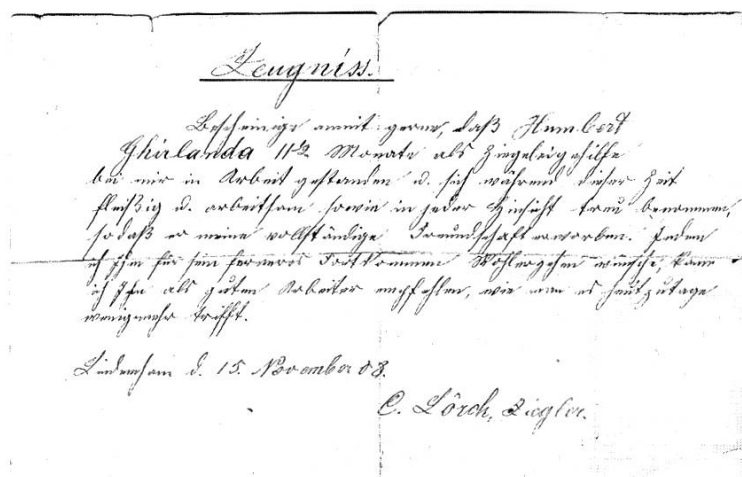 Zeugniss.
Bescheinige anmit gerne, daß Humbert
Ghirlanda 11½ Monate als Ziegeleigehilfe
bei mir in Arbeit gestanden u. sich während dieser Zeit
fleißig u. arbeitsam sowie in jeder Hinsicht treu benommen,
sodaß er meine vollständige Freundschaft erworben. Indem
ich Ihm für sein ferneres Fortkommen Wohlergehen wünsche, kann
ich Ihn als guten Arbeiter empfehlen, wie man es heutzutage
wenig mehr trifft.
d. 15. November 08.
C. Lörch, Ziegler.